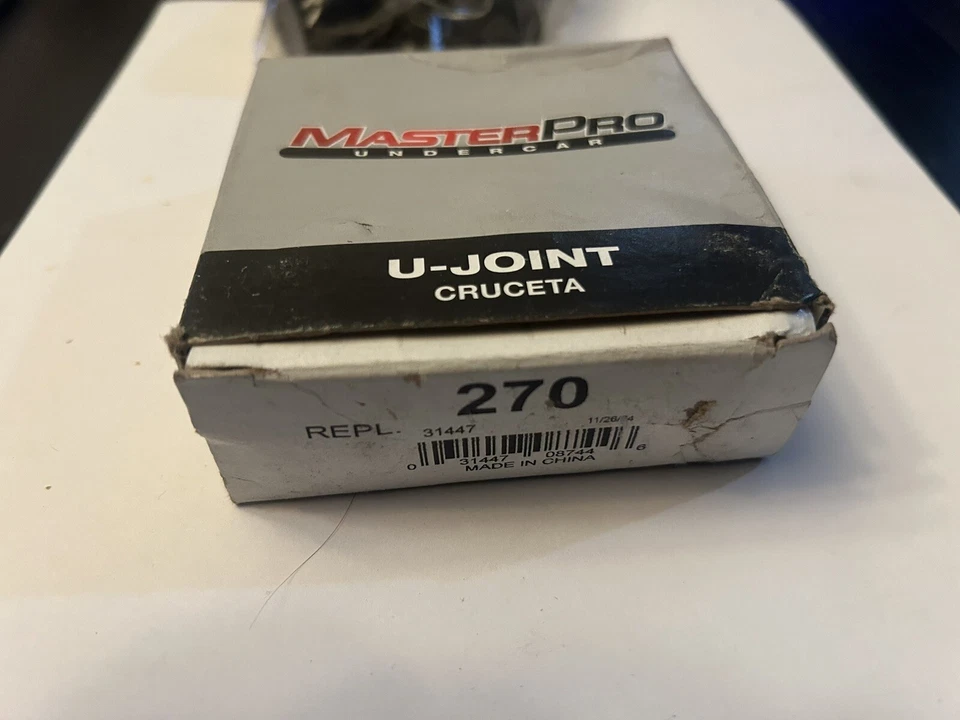 MASTERPRO
UNDERCAR
U-JOINT
CRUCETA
270
REPL. 31447 11/26/24
0 31447 08744 6
MADE IN CHINA